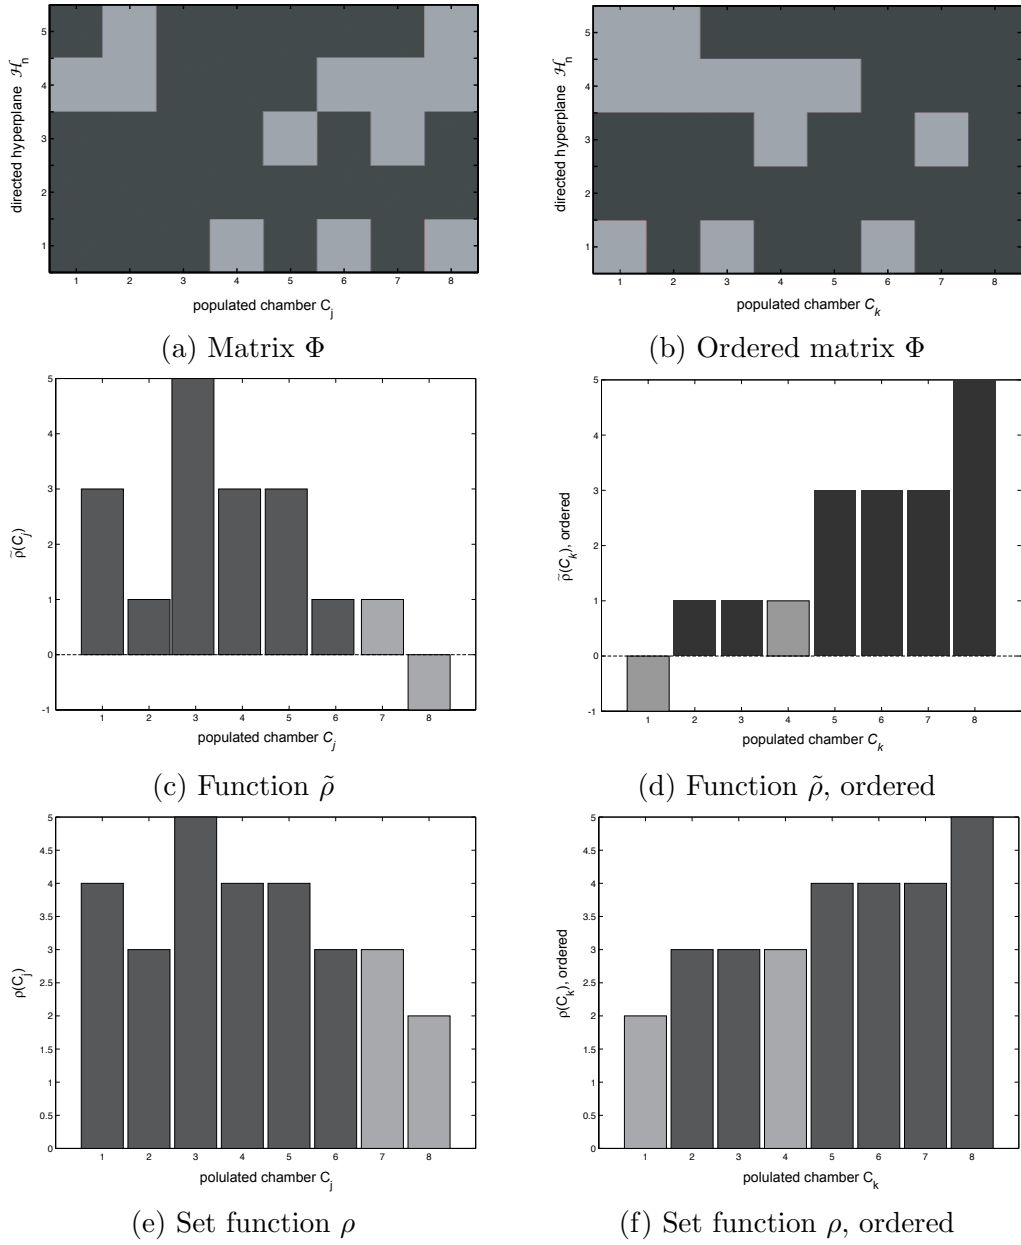 directed hyperplane ℋn
5
4
3
2
1
1 2 3 4 5 6 7 8
populated chamber Cj
(a) Matrix Φ
directed hyperplane ℋn
5
4
3
2
1
1 2 3 4 5 6 7 8
populated chamber Ck
(b) Ordered matrix Φ
ρ̃(Cj)
5
4
3
2
1
0
-1
1 2 3 4 5 6 7 8
populated chamber Cj
(c) Function ρ̃
ρ̃(Ck), ordered
5
4
3
2
1
0
-1
1 2 3 4 5 6 7 8
populated chamber Ck
(d) Function ρ̃, ordered
ρ(Cj)
5
4.5
4
3.5
3
2.5
2
1.5
1
0.5
0
1 2 3 4 5 6 7 8
polulated chamber Cj
(e) Set function ρ
ρ(Ck), ordered
5
4.5
4
3.5
3
2.5
2
1.5
1
0.5
0
1 2 3 4 5 6 7 8
polulated chamber Ck
(f) Set function ρ, ordered